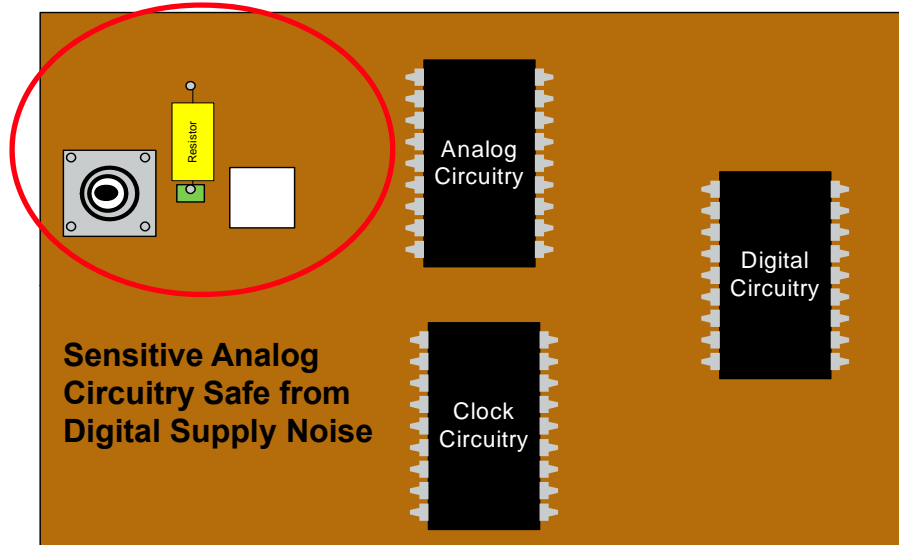 Resistor
Analog
Circuitry
Digital
Circuitry
Sensitive Analog
Circuitry Safe from
Digital Supply Noise
Clock
Circuitry